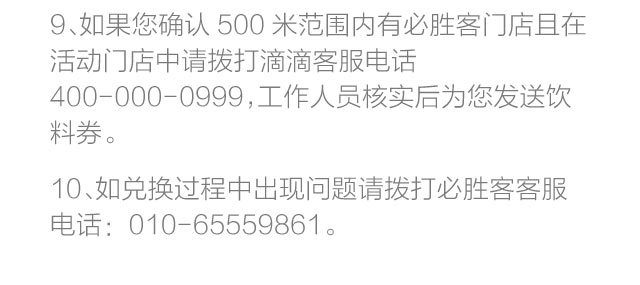 9、如果您确认 500 米范围内有必胜客门店且在
活动门店中请拨打滴滴客服电话
400-000-0999，工作人员核实后为您发送饮
料券。
10、如兑换过程中出现问题请拨打必胜客客服
电话：010-65559861。